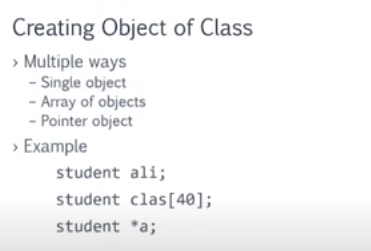 Creating Object of Class
› Multiple ways
– Single object
– Array of objects
– Pointer object
› Example
student ali;
student clas[40];
student *a;